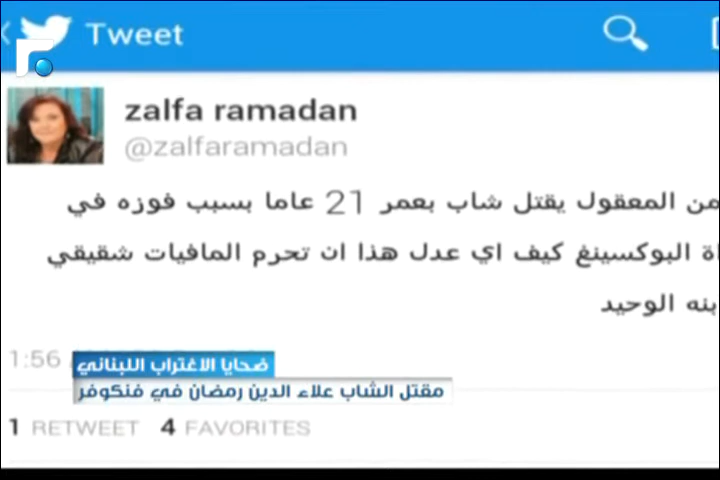 Tweet
zalfa ramadan
@zalfaramadan
من المعقول يقتل شاب بعمر 21 عاما بسبب فوزه في
اة البوكسينغ كيف اي عدل هذا ان تحرم المافيات شقيقي
بنه الوحيد
1:56
ضحايا الاغتراب اللبناني
مقتل الشاب علاء الدين رمضان في فنكوفر
1 RETWEET 4 FAVORITES